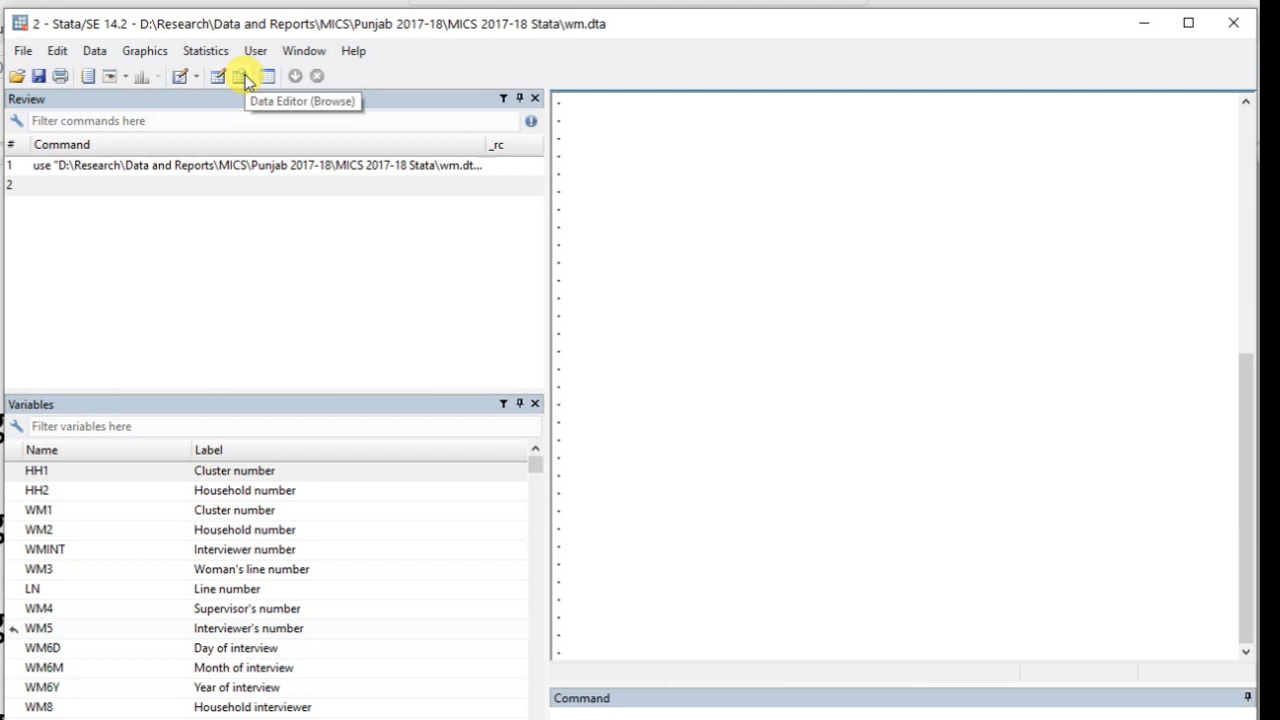 2 - Stata/SE 14.2 - D:\Research\Data and Reports\MICS\Punjab 2017-18\MICS 2017-18 Stata\wm.dta
File Edit Data Graphics Statistics User Window Help
Data Editor (Browse)
Review
Filter commands here
# Command _rc
1 use "D:\Research\Data and Reports\MICS\Punjab 2017-18\MICS 2017-18 Stata\wm.dt...
2
Variables
Filter variables here
Name Label
HH1 Cluster number
HH2 Household number
WM1 Cluster number
WM2 Household number
WMINT Interviewer number
WM3 Woman's line number
LN Line number
WM4 Supervisor's number
WM5 Interviewer's number
WM6D Day of interview
WM6M Month of interview
WM6Y Year of interview
WM8 Household interviewer
Command